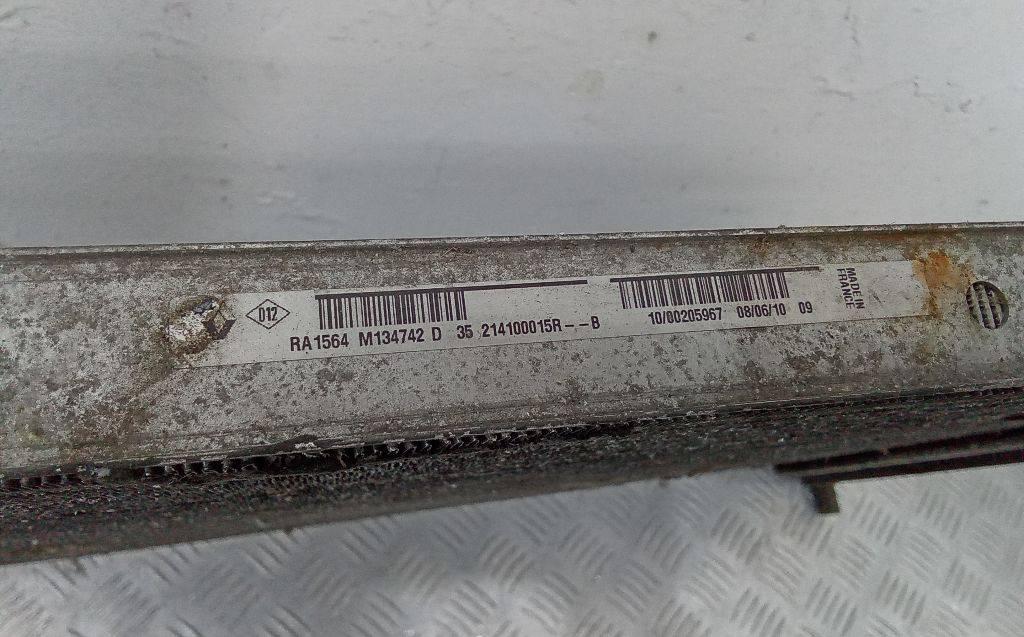 D12
RA1564 M134742 D 35 214100015R--B
10/00205967 08/06/10 09
MADE IN
FRANCE